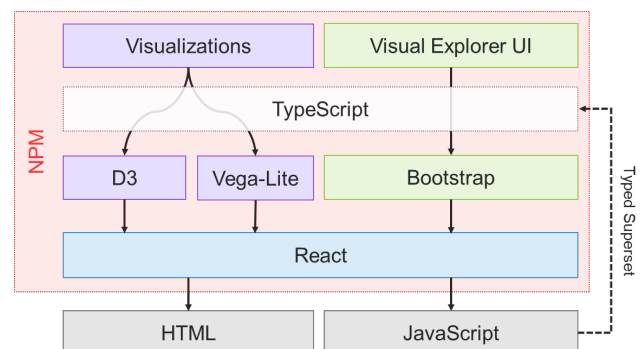 Visualizations
Visual Explorer UI
NPM
TypeScript
D3
Vega-Lite
Bootstrap
Typed Superset
React
HTML
JavaScript